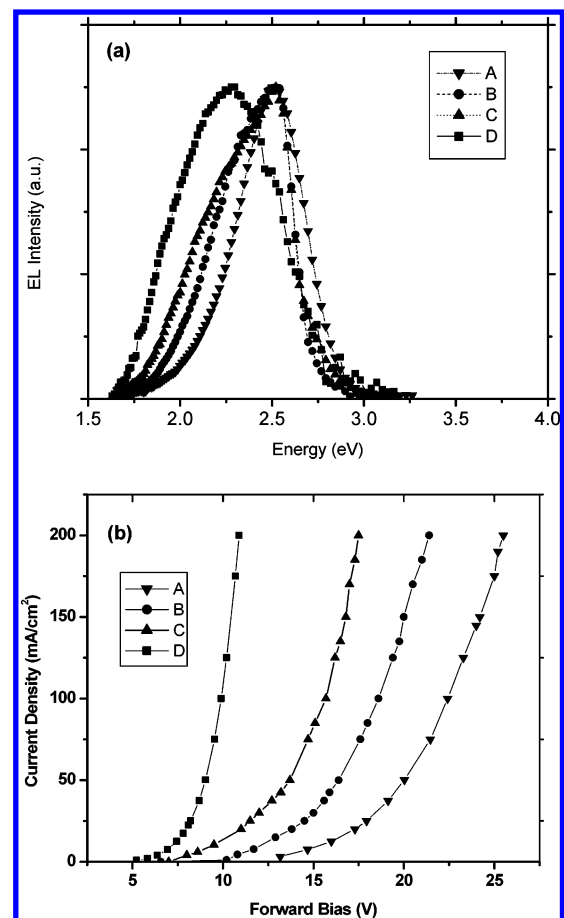 (a)
A
B
C
D
EL Intensity (a.u.)
1.5 2.0 2.5 3.0 3.5 4.0
Energy (eV)
(b)
A
B
C
D
Current Density (mA/cm²)
200
150
100
50
0
5 10 15 20 25
Forward Bias (V)